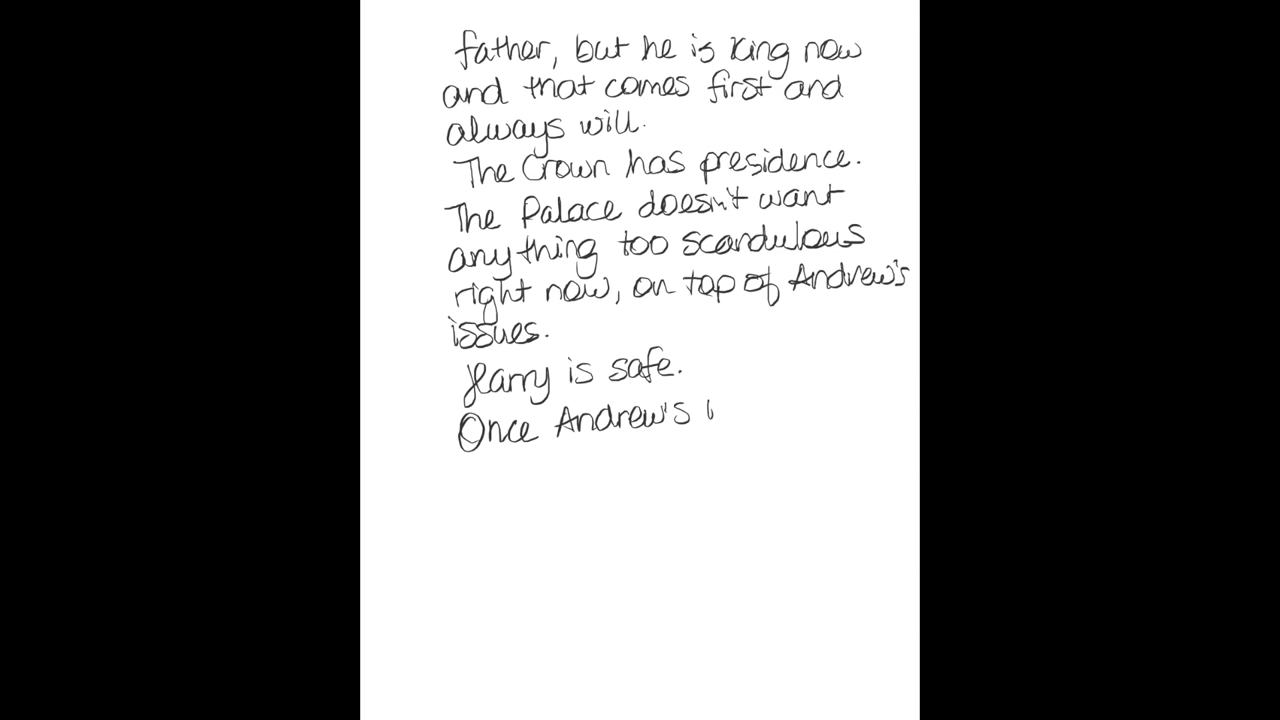 father, but he is King now
and that comes first and
always will.
The Crown has presidence.
The Palace doesn't want
anything too scandulous
right now, on top of Andrew's
issues.
Harry is safe.
Once Andrew's